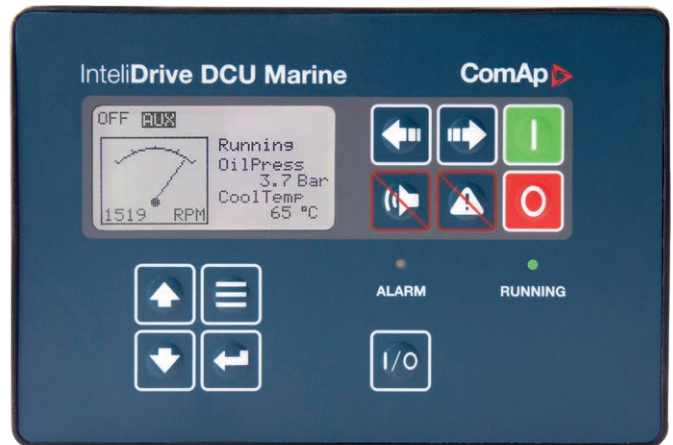 InteliDrive DCU Marine
ComAp
OFF AUX
Running
OilPress
3.7 Bar
CoolTemp
65 °C
1519 RPM
ALARM
RUNNING
I/O